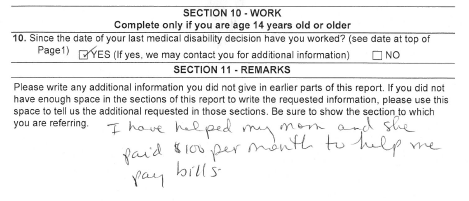 SECTION 10 - WORK
Complete only if you are age 14 years old or older
10. Since the date of your last medical disability decision have you worked? (see date at top of
Page1) ☑YES (If yes, we may contact you for additional information) ☐ NO
SECTION 11 - REMARKS
Please write any additional information you did not give in earlier parts of this report. If you did not
have enough space in the sections of this report to write the requested information, please use this
space to tell us the additional requested in those sections. Be sure to show the section to which
you are referring. I have helped my mom and she
paid $100 per month to help me
pay bills